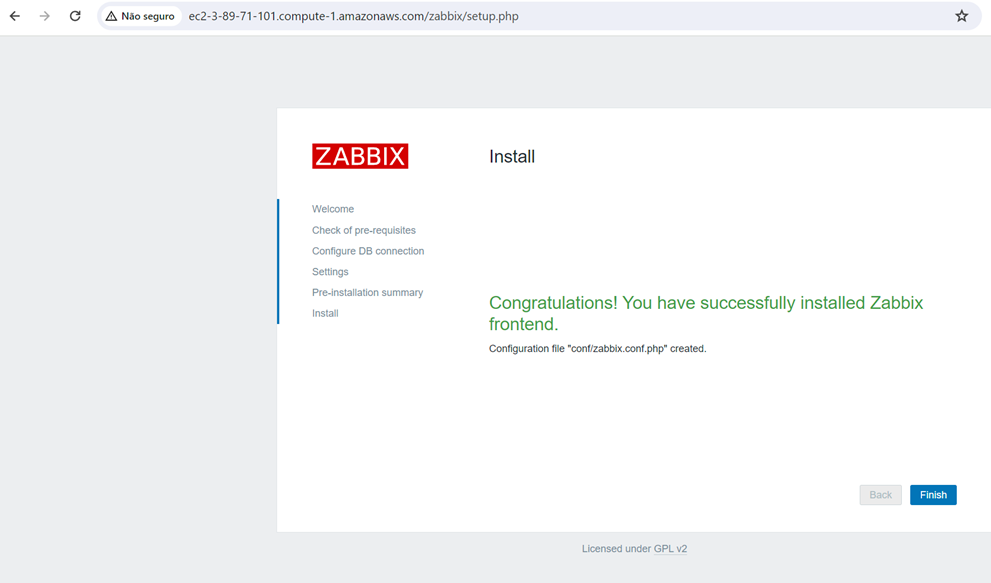 Não seguro ec2-3-89-71-101.compute-1.amazonaws.com/zabbix/setup.php
ZABBIX
Install
Welcome
Check of pre-requisites
Configure DB connection
Settings
Pre-installation summary
Install
Congratulations! You have successfully installed Zabbix
frontend.
Configuration file "conf/zabbix.conf.php" created.
Back Finish
Licensed under GPL v2